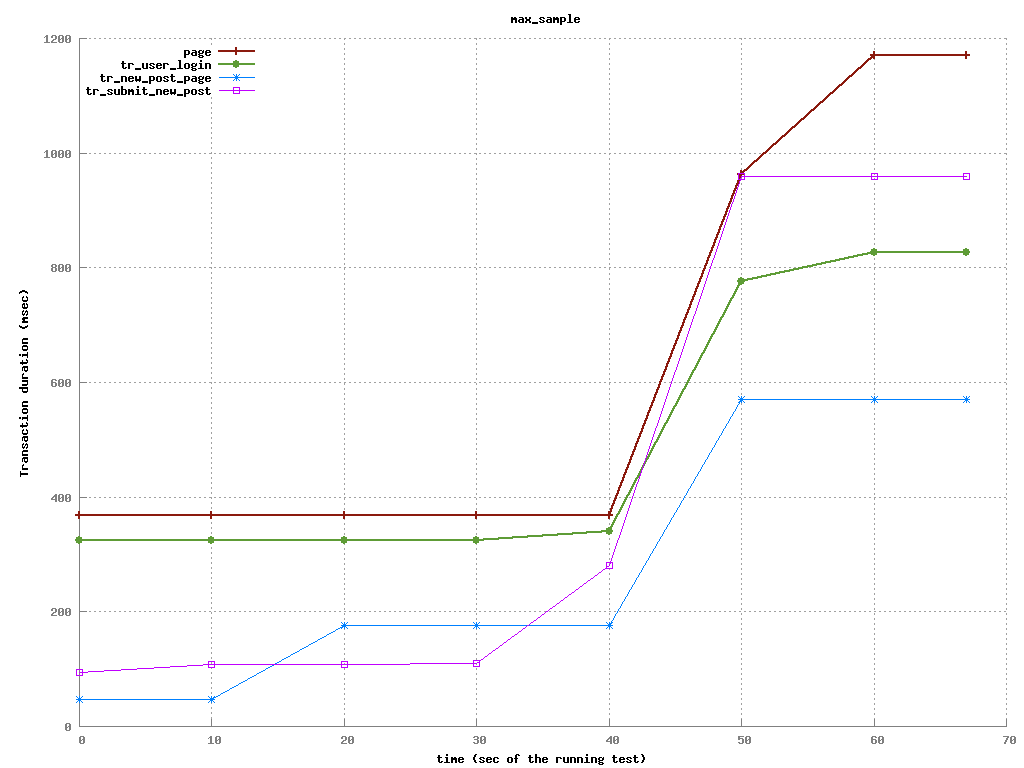 max_sample
page
tr_user_login
tr_new_post_page
tr_submit_new_post
1200
1000
800
600
400
200
0
Transaction duration (msec)
0 10 20 30 40 50 60 70
time (sec of the running test)